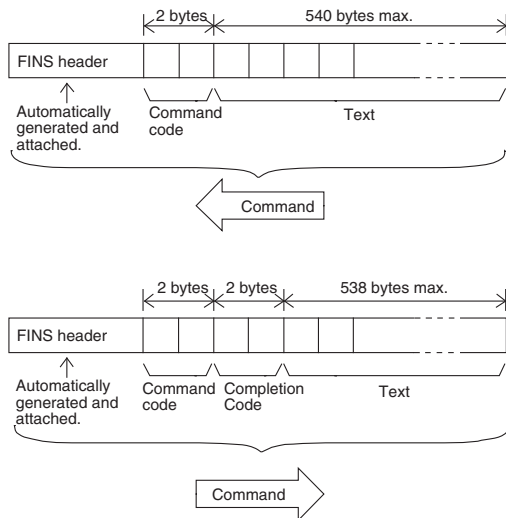 2 bytes 540 bytes max.
FINS header
Automatically
generated and
attached.
Command
code
Text
Command
2 bytes 2 bytes 538 bytes max.
FINS header
Automatically
generated and
attached.
Command
code
Completion
Code
Text
Command